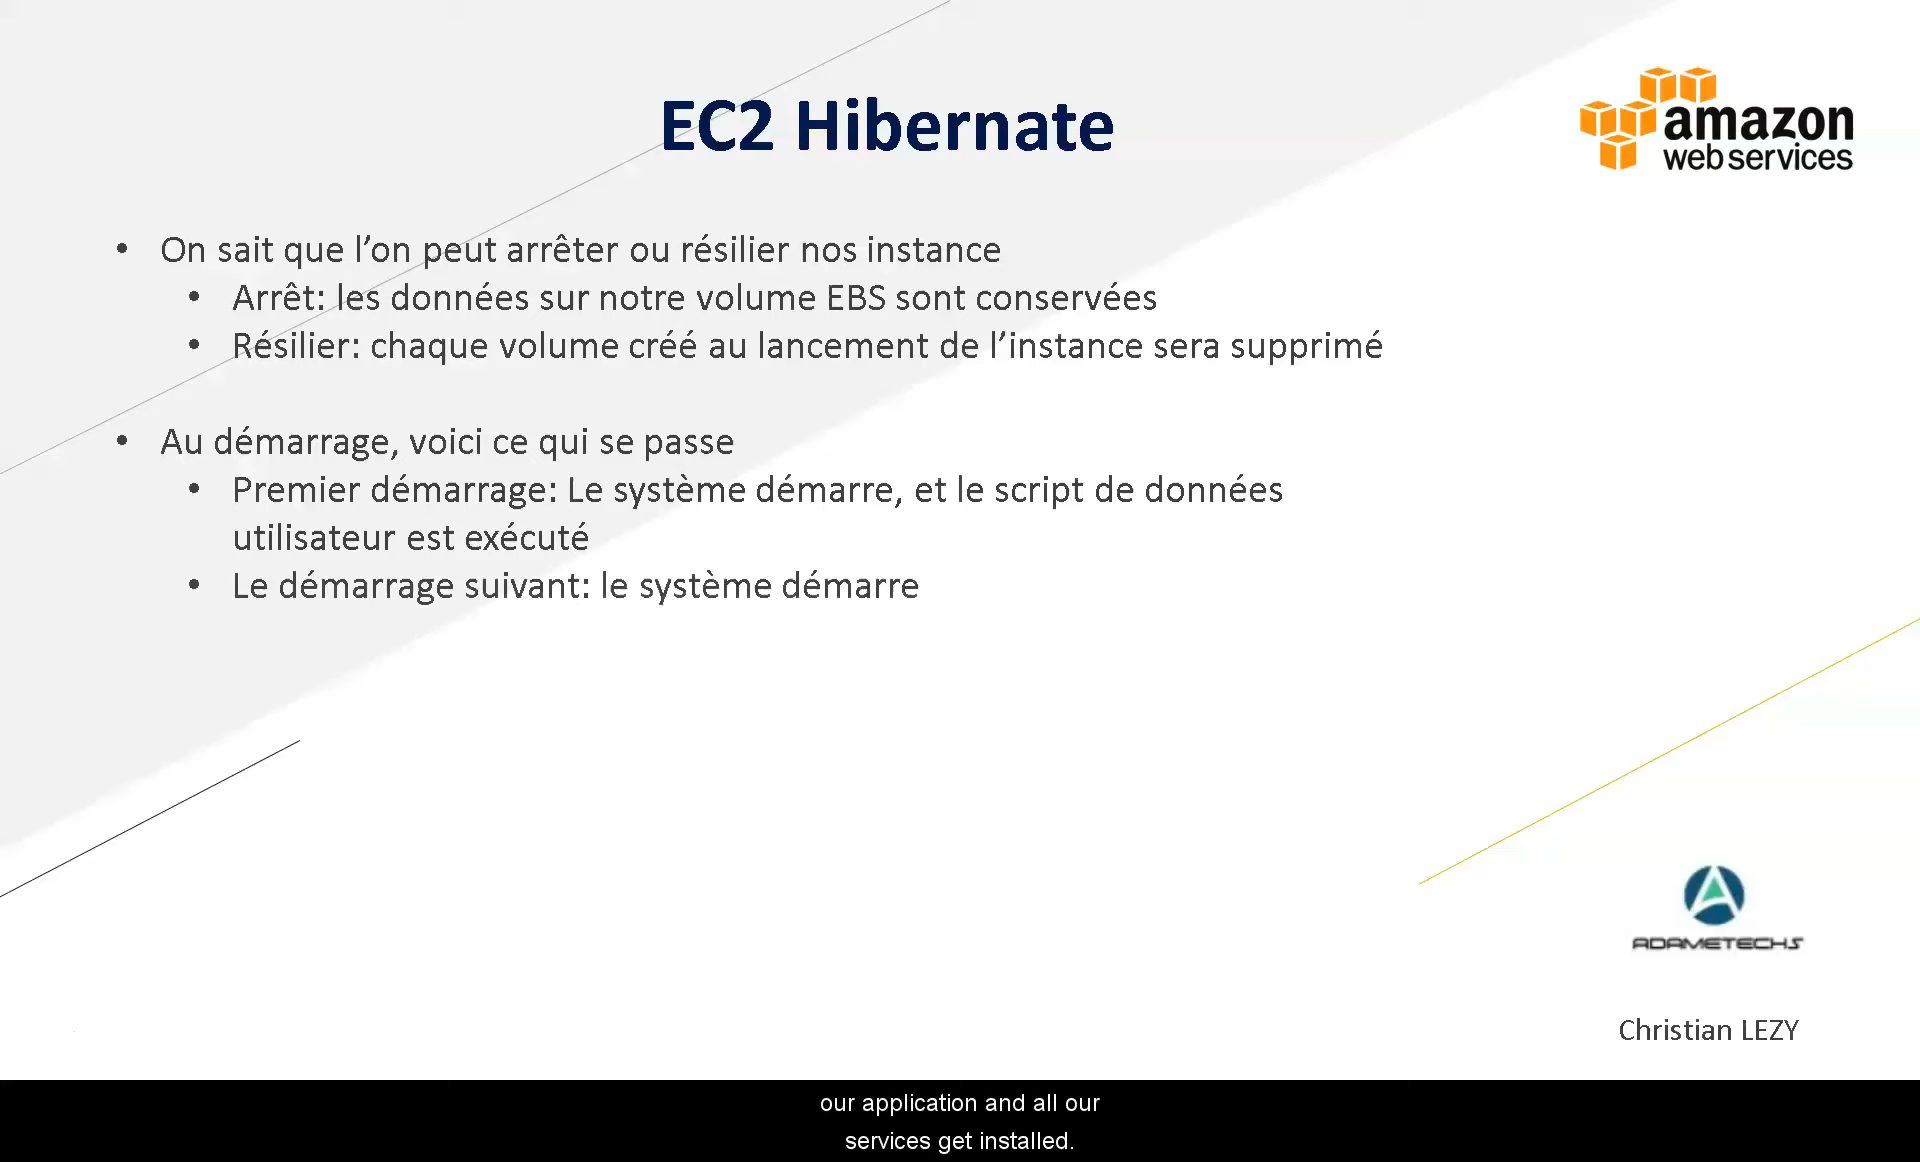 EC2 Hibernate
amazon
web services
• On sait que l’on peut arrêter ou résilier nos instance
• Arrêt: les données sur notre volume EBS sont conservées
• Résilier: chaque volume créé au lancement de l’instance sera supprimé
• Au démarrage, voici ce qui se passe
• Premier démarrage: Le système démarre, et le script de données
utilisateur est exécuté
• Le démarrage suivant: le système démarre
ADAMETECHS
Christian LEZY
our application and all our
services get installed.